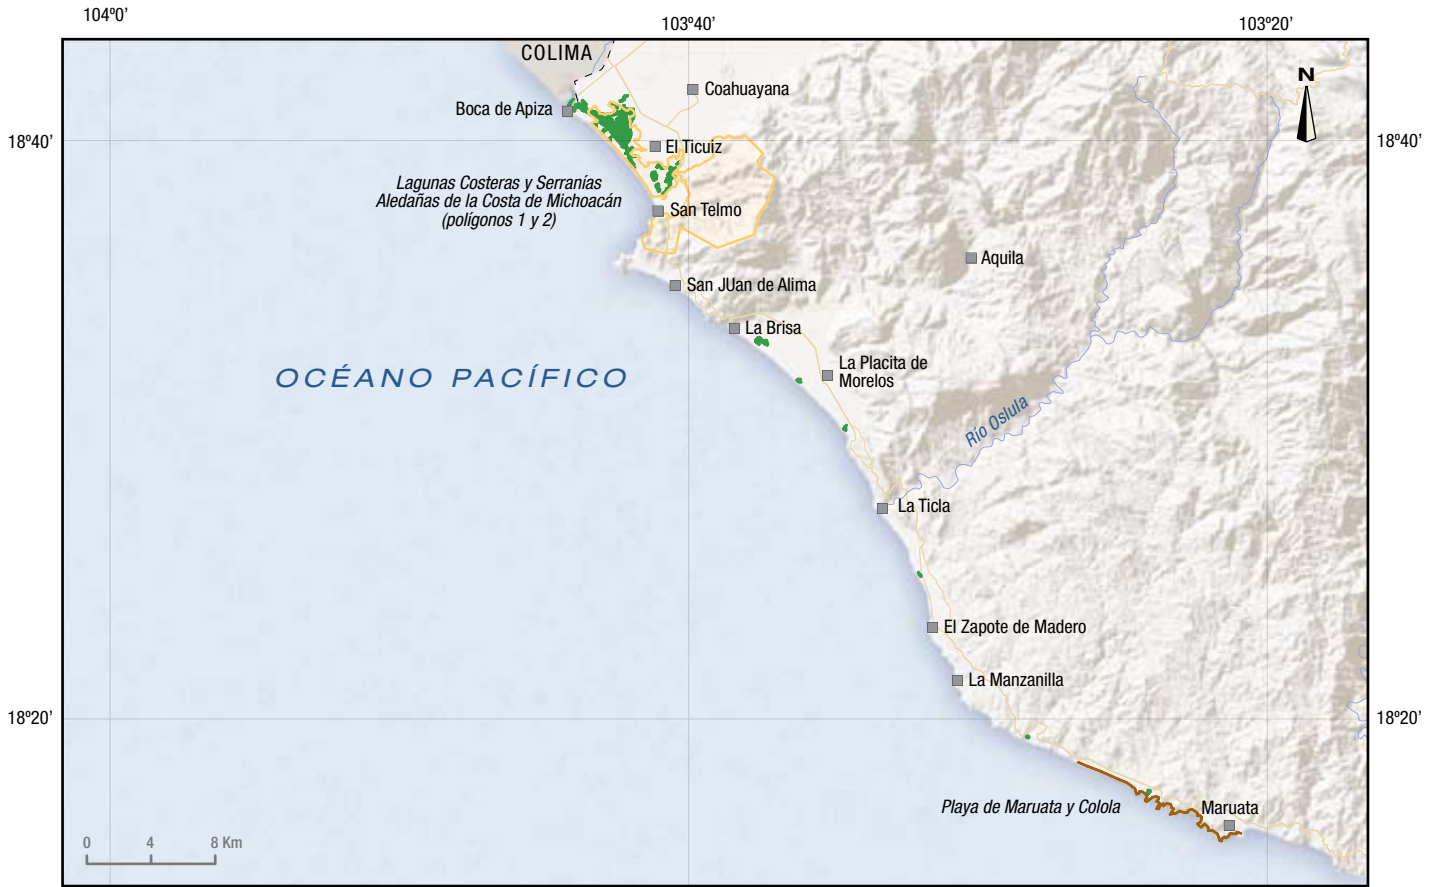 104º0’
103º40’
103º20’
COLIMA
N
Coahuayana
Boca de Apiza
18º40’
18º40’
El Ticuiz
Lagunas Costeras y Serranías
Aledañas de la Costa de Michoacán
(polígonos 1 y 2)
San Telmo
Aquila
San JUan de Alima
La Brisa
La Placita de
Morelos
OCÉANO PACÍFICO
Río Oslula
La Ticla
El Zapote de Madero
La Manzanilla
18º20’
18º20’
Playa de Maruata y Colola
Maruata
0 4 8 Km